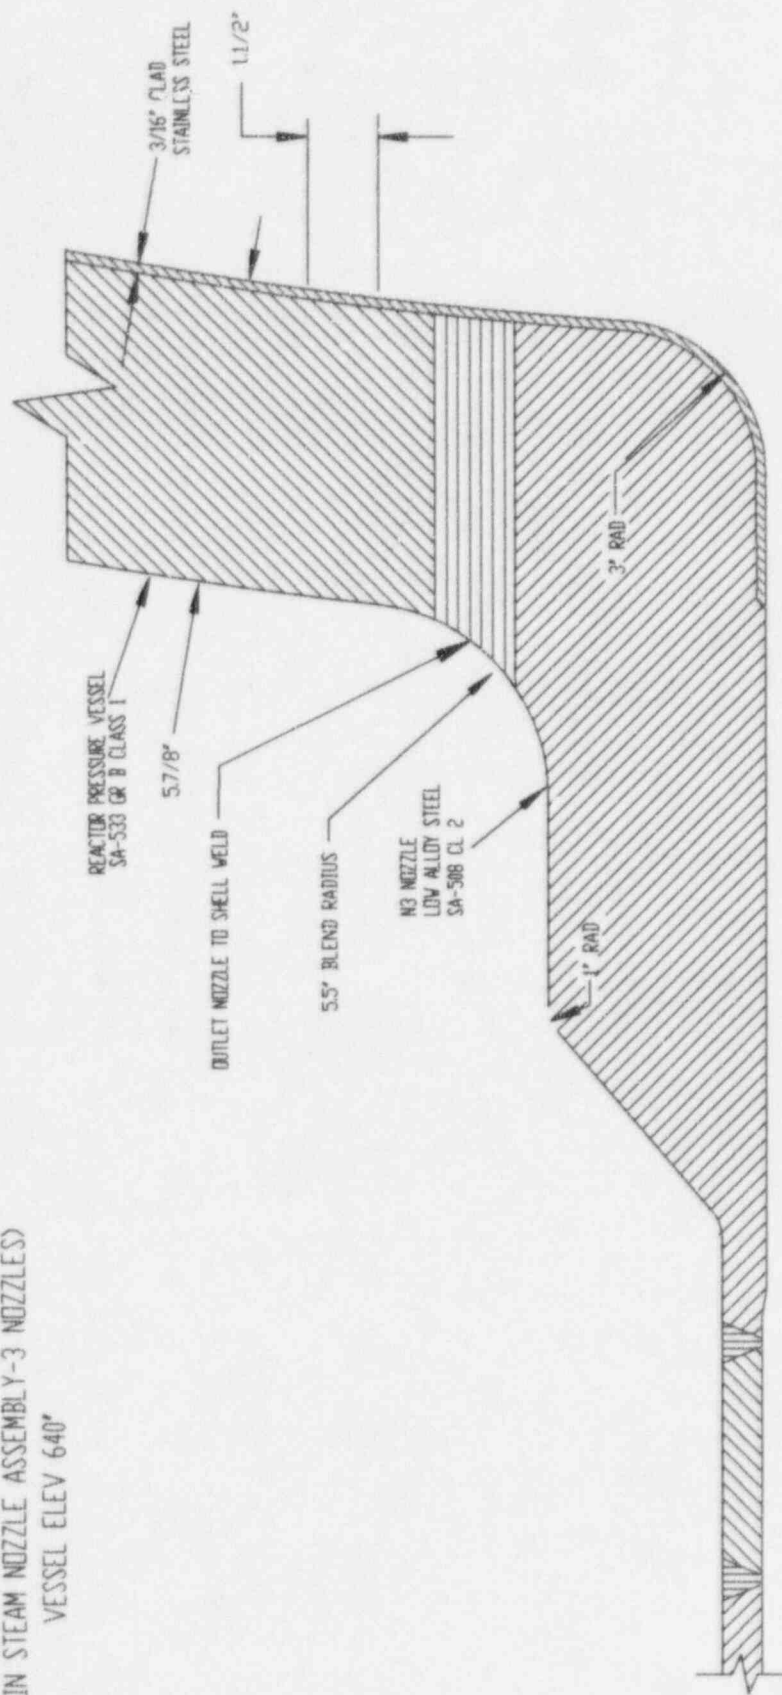 IN STEAM NOZZLE ASSEMBLY-3 NOZZLES)
VESSEL ELEV 640"
REACTOR PRESSURE VESSEL
SA-533 GR B CLASS 1
5.7/8"
OUTLET NOZZLE TO SHELL WELD
5.5" BLEND RADIUS
N3 NOZZLE
LOW ALLOY STEEL
SA-508 CL 2
1" RAD
3" RAD
3/16" CLAD
STAINLESS STEEL
1.1/2"